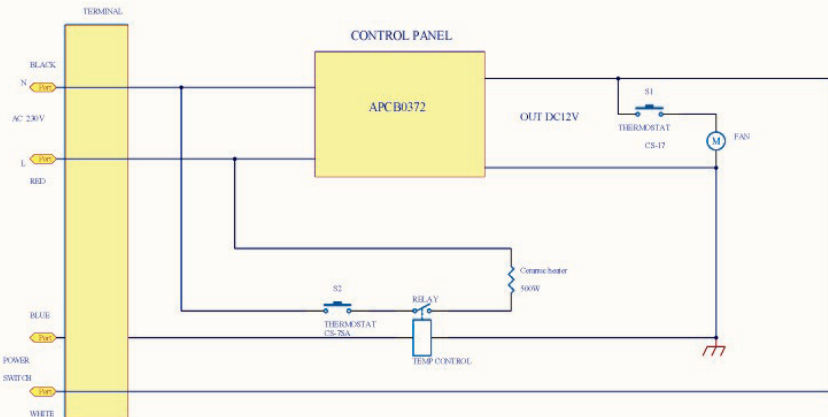 TERMINAL
CONTROL PANEL
BLACK
N
Port
APCB0372
S1
AC 230V
OUT DC12V
THERMOSTAT
FAN
M
CS-17
L
Port
RED
Ceramic heater
500W
S2
RELAY
BLUE
THERMOSTAT
CS-7SA
Port
TEMP CONTROL
POWER
SWITCH
Port
WHITE